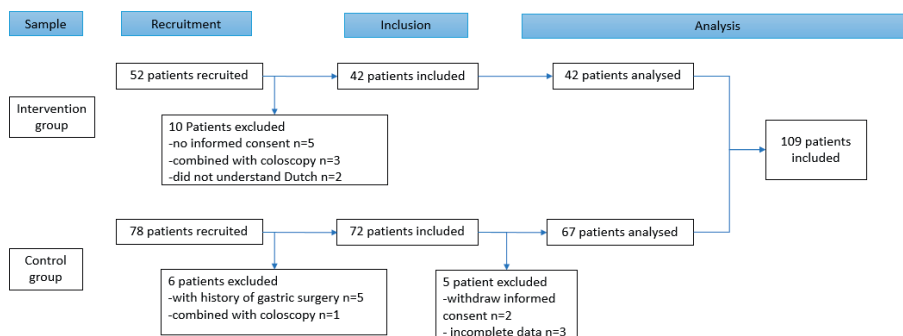 Sample
Recruitment
Inclusion
Analysis
52 patients recruited
42 patients included
42 patients analysed
Intervention
group
10 Patients excluded
-no informed consent n=5
-combined with coloscopy n=3
-did not understand Dutch n=2
109 patients
included
78 patients recruited
72 patients included
67 patients analysed
Control
group
6 patients excluded
-with history of gastric surgery n=5
-combined with coloscopy n=1
5 patient excluded
-withdraw informed
consent n=2
- incomplete data n=3